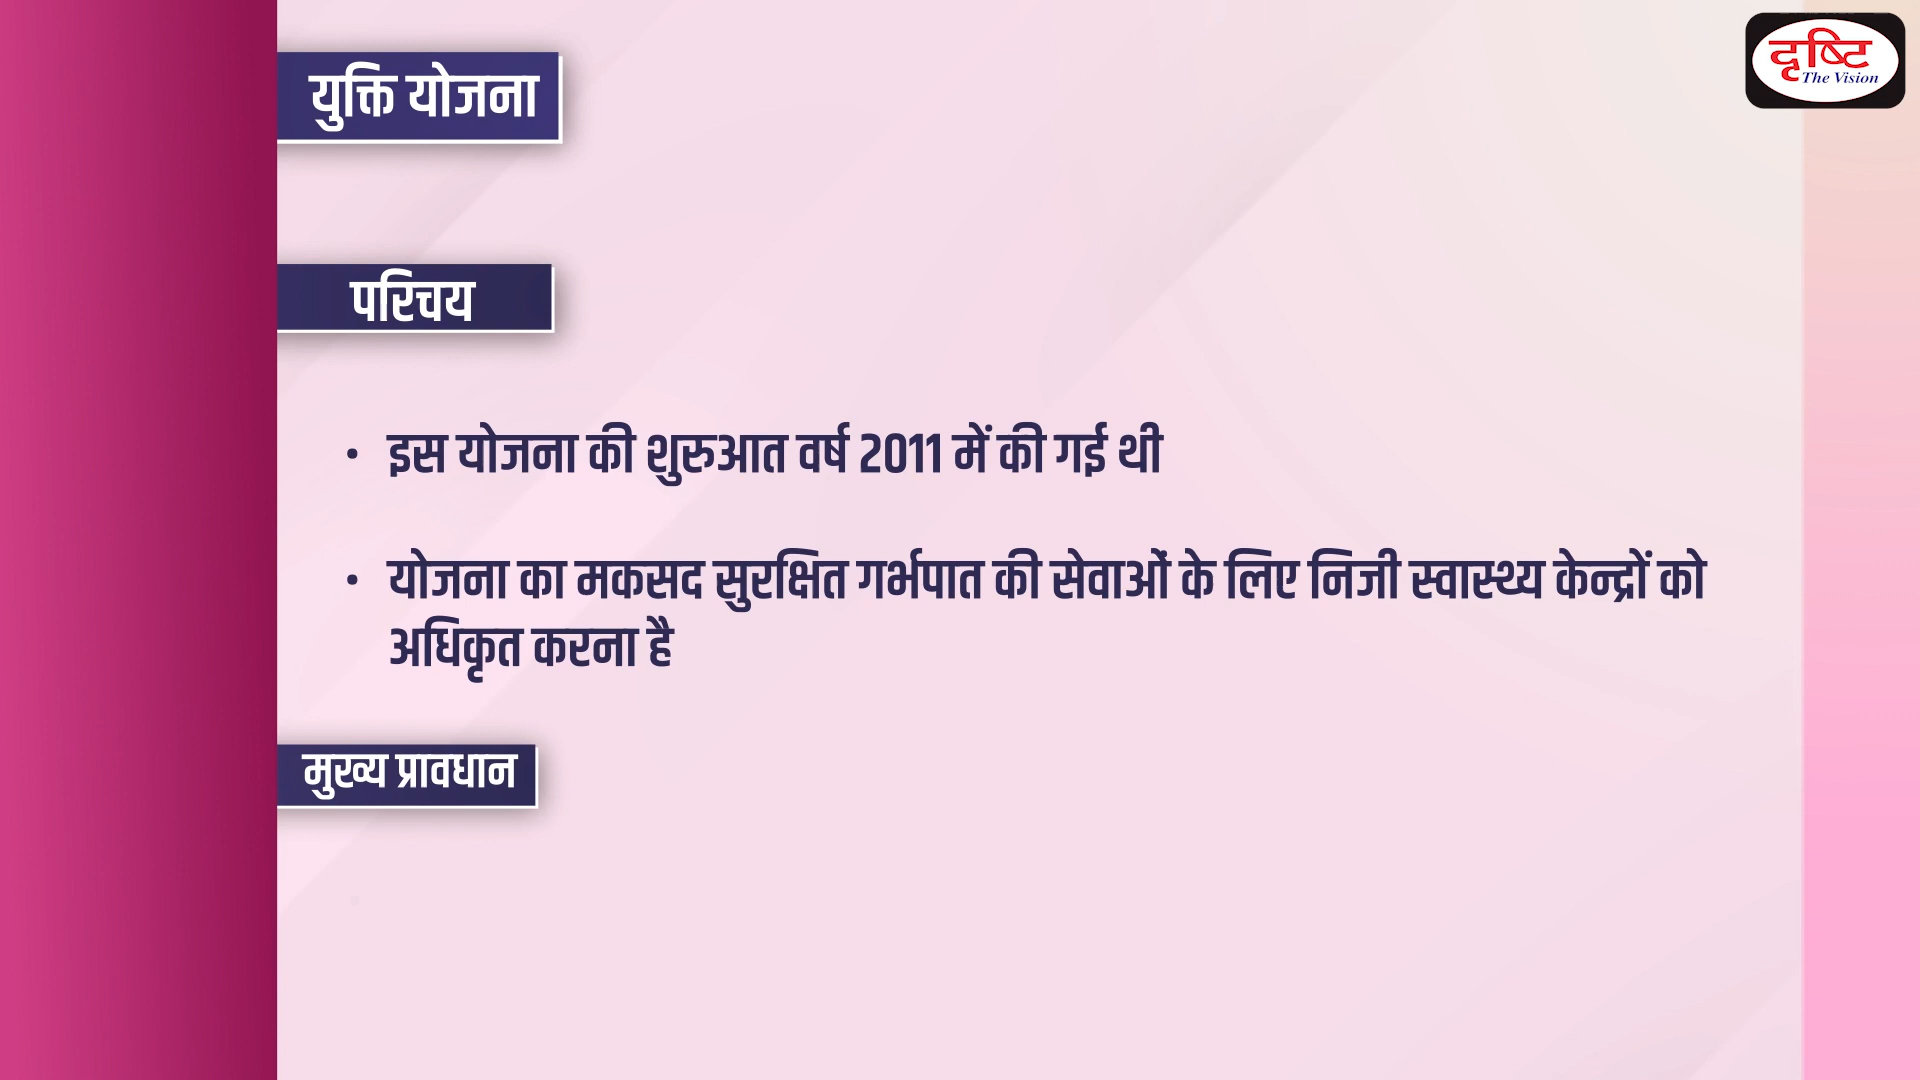 दृष्टि
The Vision
युक्ति योजना
परिचय
• इस योजना की शुरुआत वर्ष 2011 में की गई थी
• योजना का मकसद सुरक्षित गर्भपात की सेवाओं के लिए निजी स्वास्थ्य केन्द्रों को
अधिकृत करना है
मुख्य प्रावधान